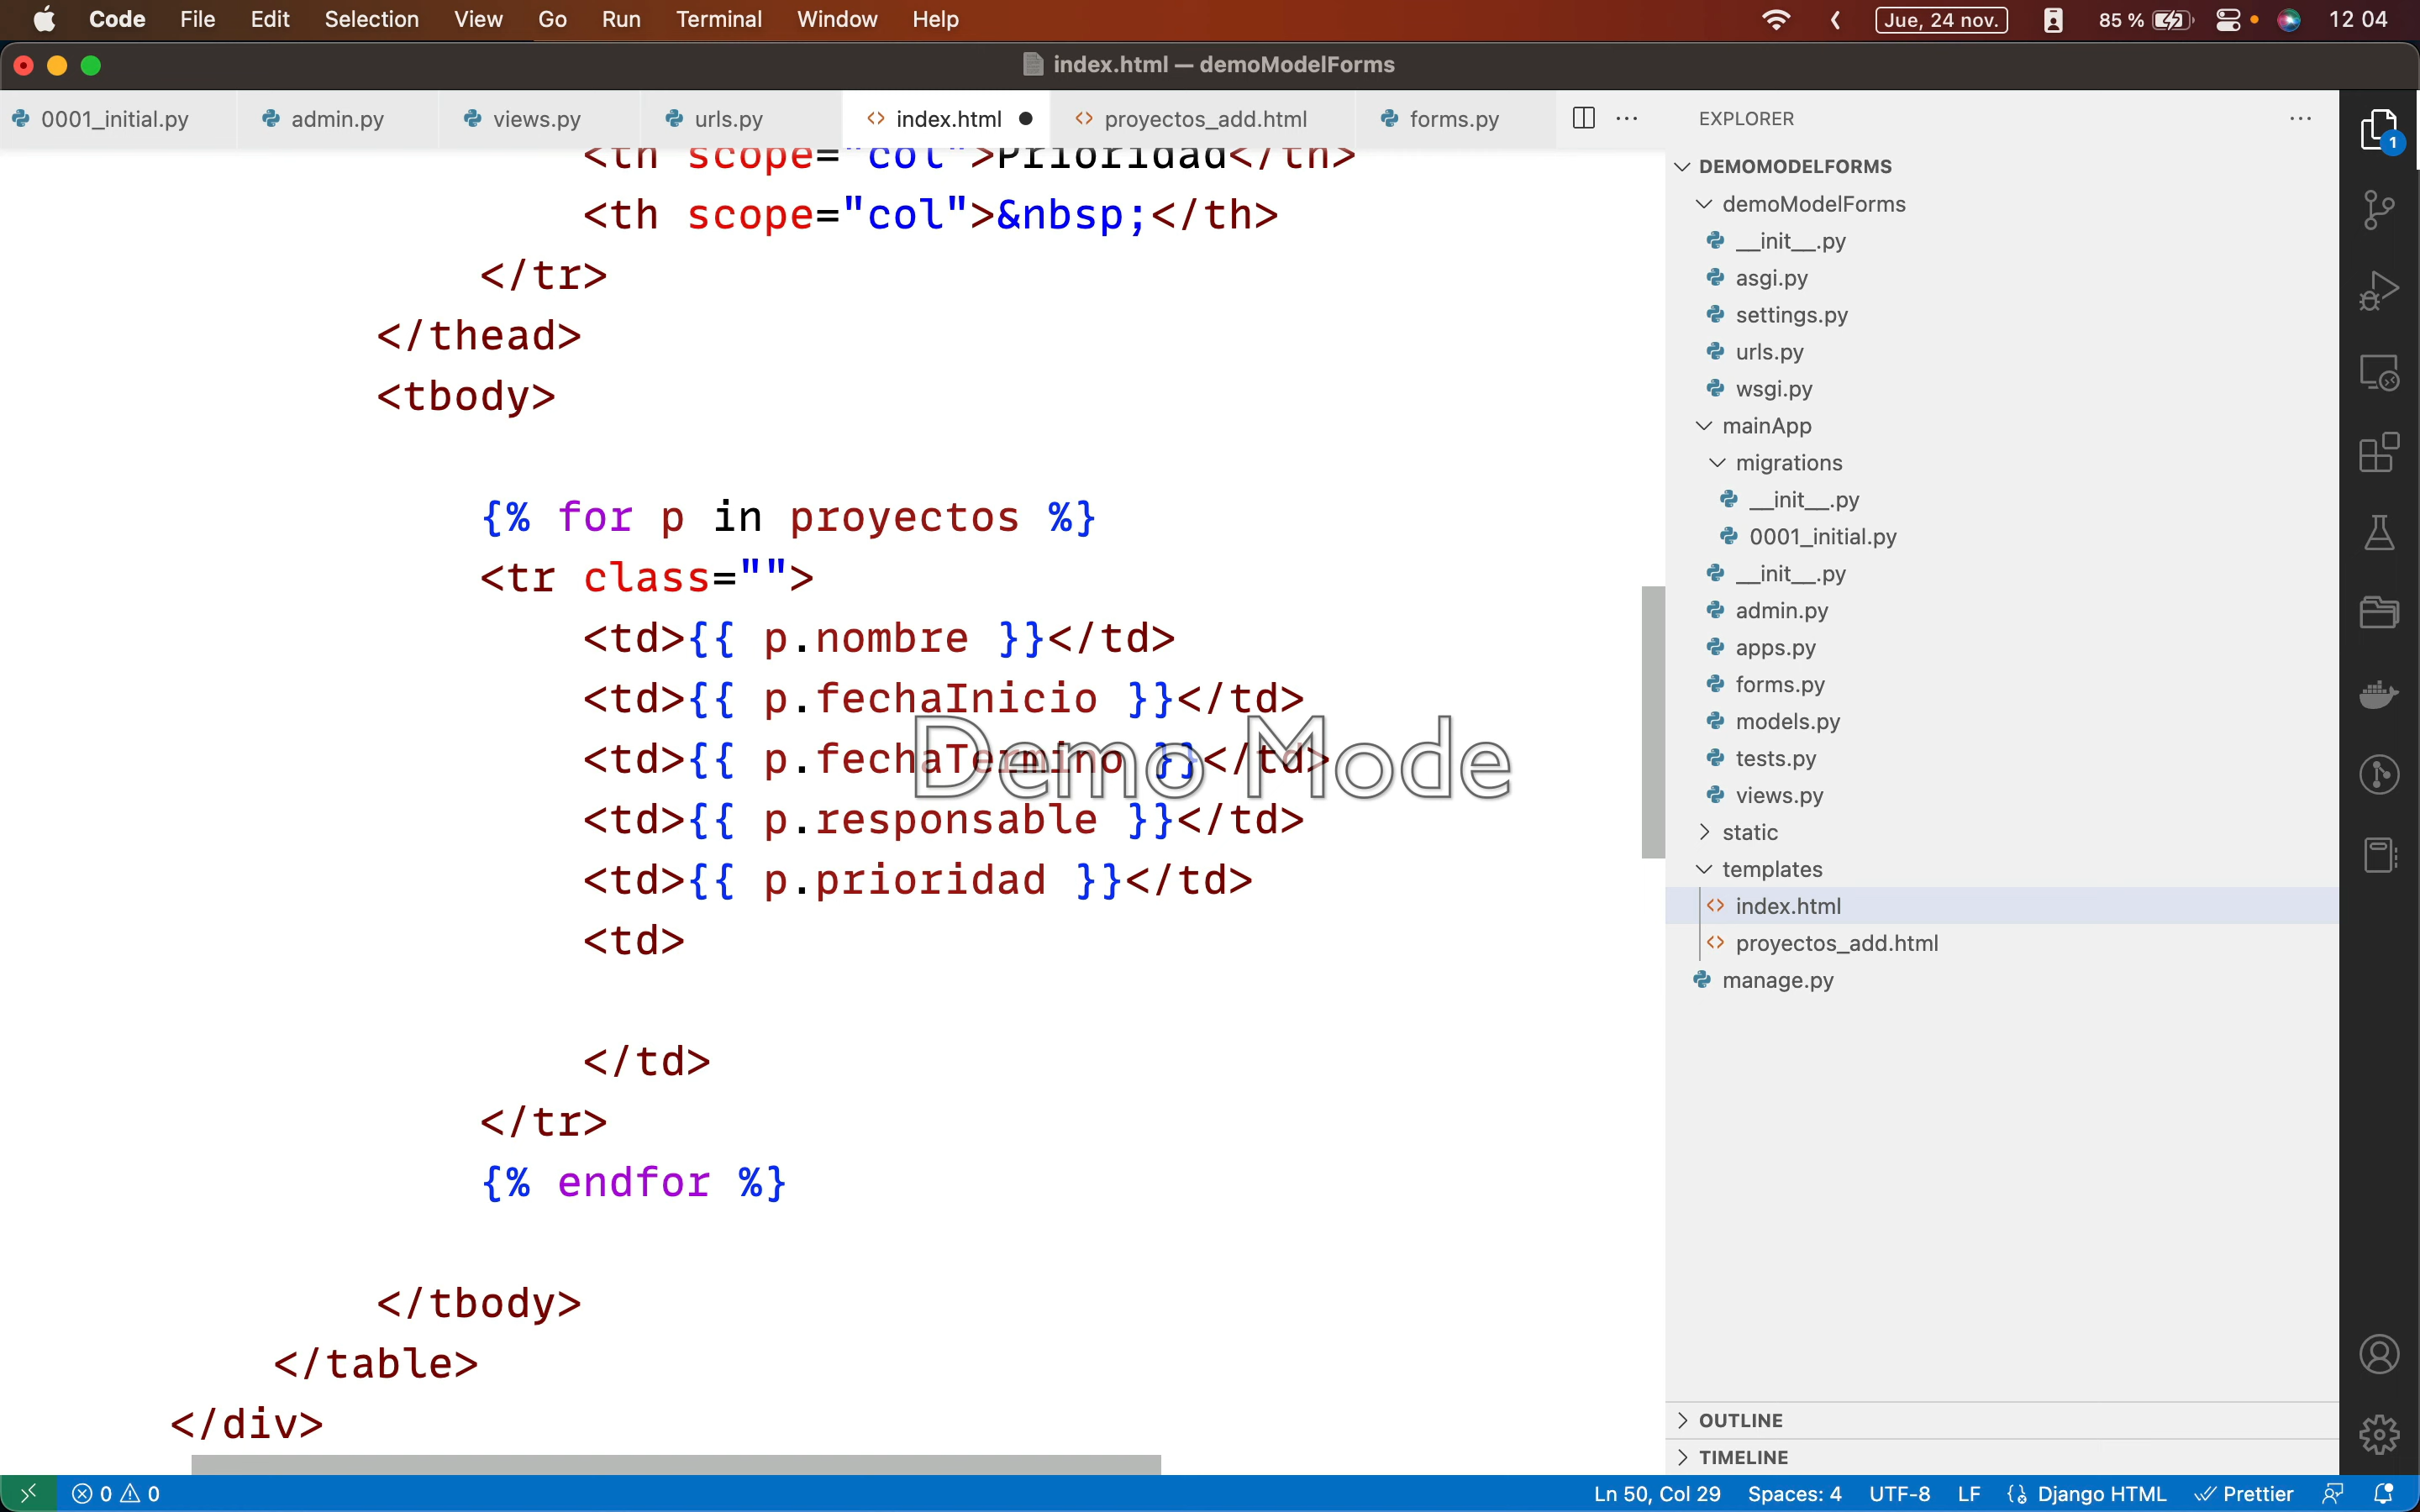 Code File Edit Selection View Go Run Terminal Window Help Jue, 24 nov. 85 % 12 04
index.html — demoModelForms
0001_initial.py admin.py views.py urls.py index.html proyectos_add.html forms.py
<th scope="col">Prioridad</th>
<th scope="col">&nbsp;</th>
</tr>
</thead>
<tbody>
{% for p in proyectos %}
<tr class="">
<td>{{ p.nombre }}</td>
<td>{{ p.fechaInicio }}</td>
<td>{{ p.fechaTermino }}</td>
<td>{{ p.responsable }}</td>
<td>{{ p.prioridad }}</td>
<td>
</td>
</tr>
{% endfor %}
</tbody>
</table>
</div>
Demo Mode
EXPLORER
DEMOMODELFORMS
demoModelForms
__init__.py
asgi.py
settings.py
urls.py
wsgi.py
mainApp
migrations
__init__.py
0001_initial.py
__init__.py
admin.py
apps.py
forms.py
models.py
tests.py
views.py
static
templates
index.html
proyectos_add.html
manage.py
OUTLINE
TIMELINE
1
0 0 Ln 50, Col 29 Spaces: 4 UTF-8 LF Django HTML Prettier